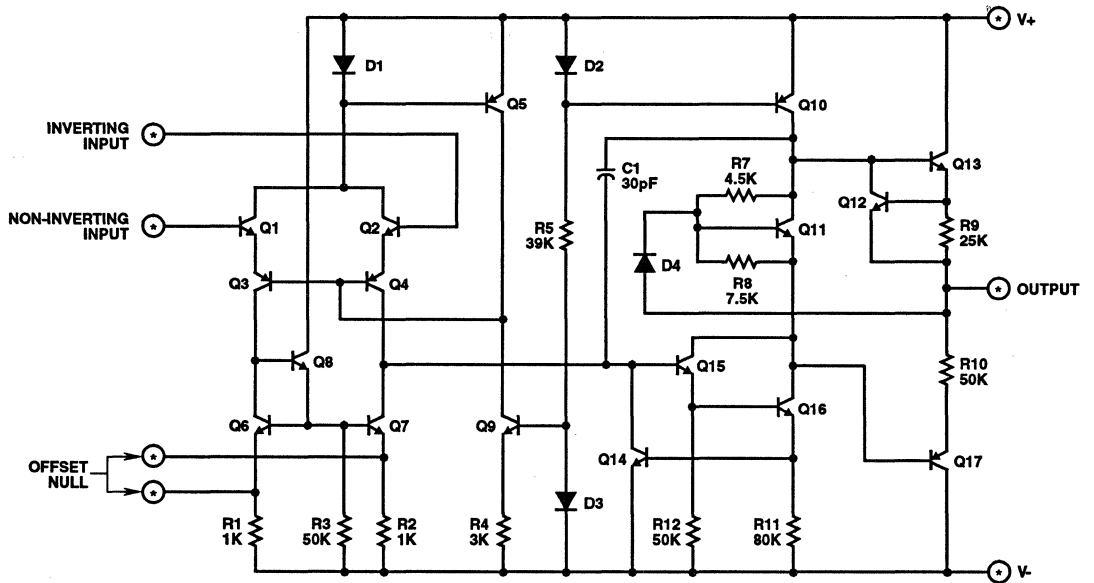 V+
D1
D2
Q5
Q10
INVERTING
INPUT
C1
30pF
R7
4.5K
Q13
Q12
NON-INVERTING
INPUT
Q1
Q2
R5
39K
Q11
R9
25K
Q3
Q4
D4
R8
7.5K
OUTPUT
Q8
Q15
R10
50K
Q6
Q7
Q9
Q16
Q14
Q17
OFFSET
NULL
D3
R1
1K
R3
50K
R2
1K
R4
3K
R12
50K
R11
80K
V-